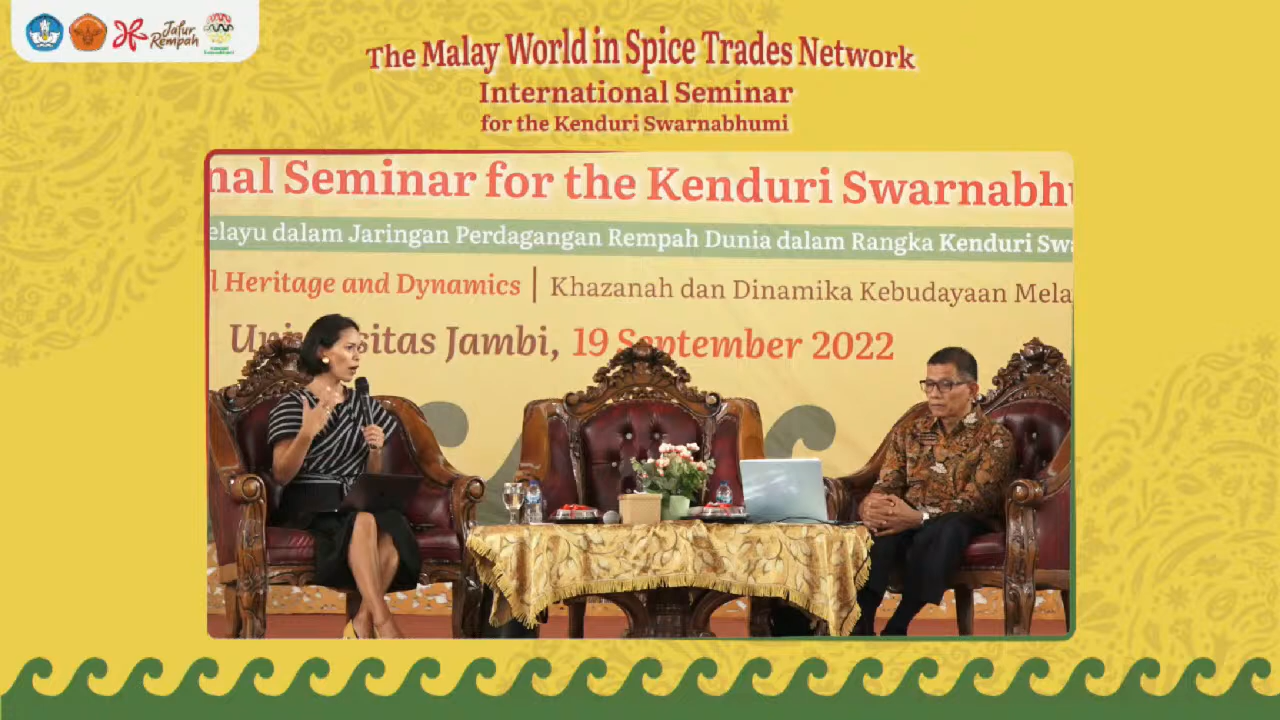 Jalur
Rempah
The Malay World in Spice Trades Network
International Seminar
for the Kenduri Swarnabhumi
nal Seminar for the Kenduri Swarnabhu
elayu dalam Jaringan Perdagangan Rempah Dunia dalam Rangka Kenduri Swa
l Heritage and Dynamics | Khazanah dan Dinamika Kebudayaan Mela
Universitas Jambi, 19 September 2022